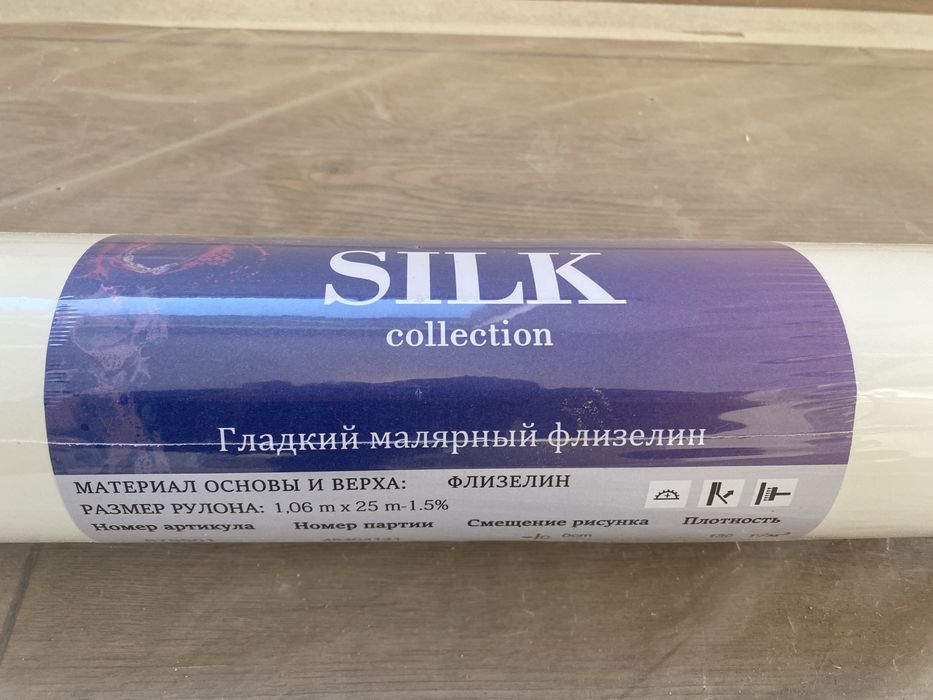 SILK
collection
Гладкий малярный флизелин
МАТЕРИАЛ ОСНОВЫ И ВЕРХА: ФЛИЗЕЛИН
РАЗМЕР РУЛОНА: 1,06 m x 25 m-1.5%
Номер артикула Номер партии Смещение рисунка Плотность
0cm